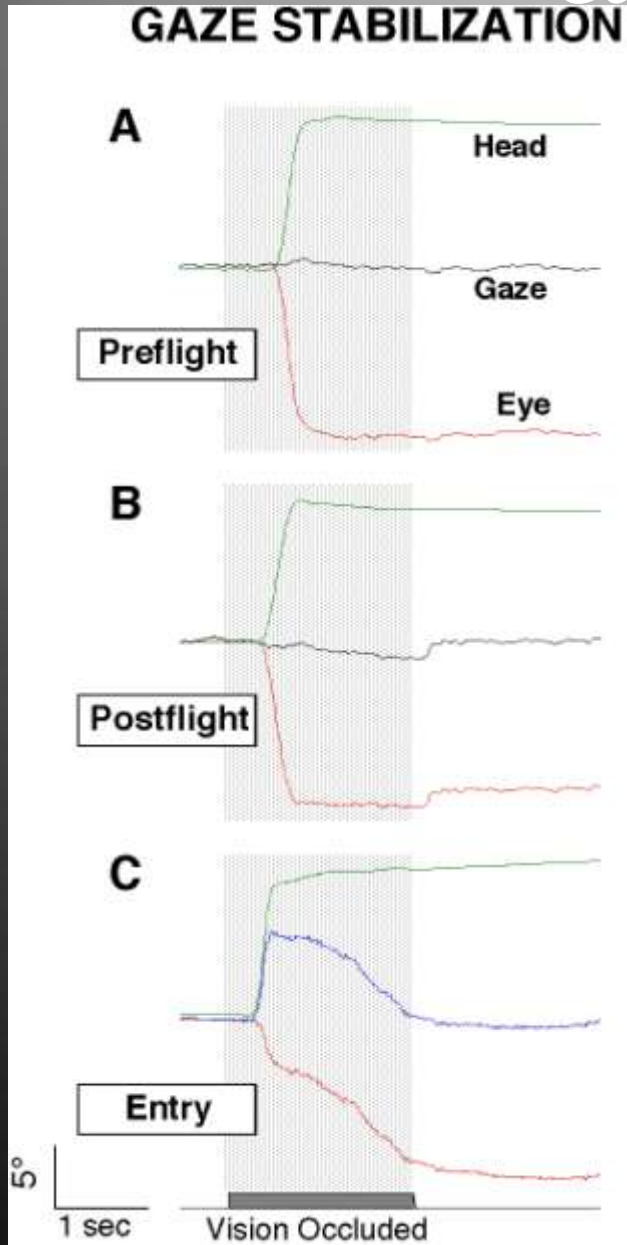 GAZE STABILIZATION
A
Head
Gaze
Preflight
Eye
B
Postflight
C
Entry
5°
1 sec
Vision Occluded